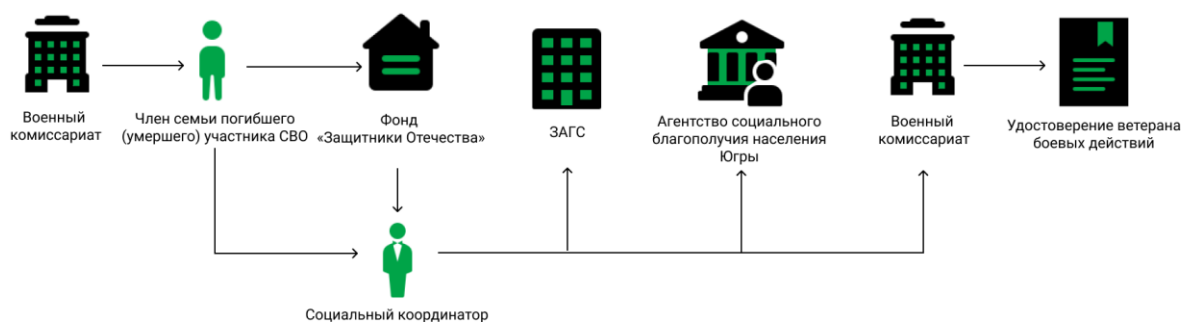 Военный
комиссариат
Член семьи погибшего
(умершего) участника СВО
Фонд
«Защитники Отечества»
ЗАГС
Агентство социального
благополучия населения
Югры
Военный
комиссариат
Удостоверение ветерана
боевых действий
Социальный координатор